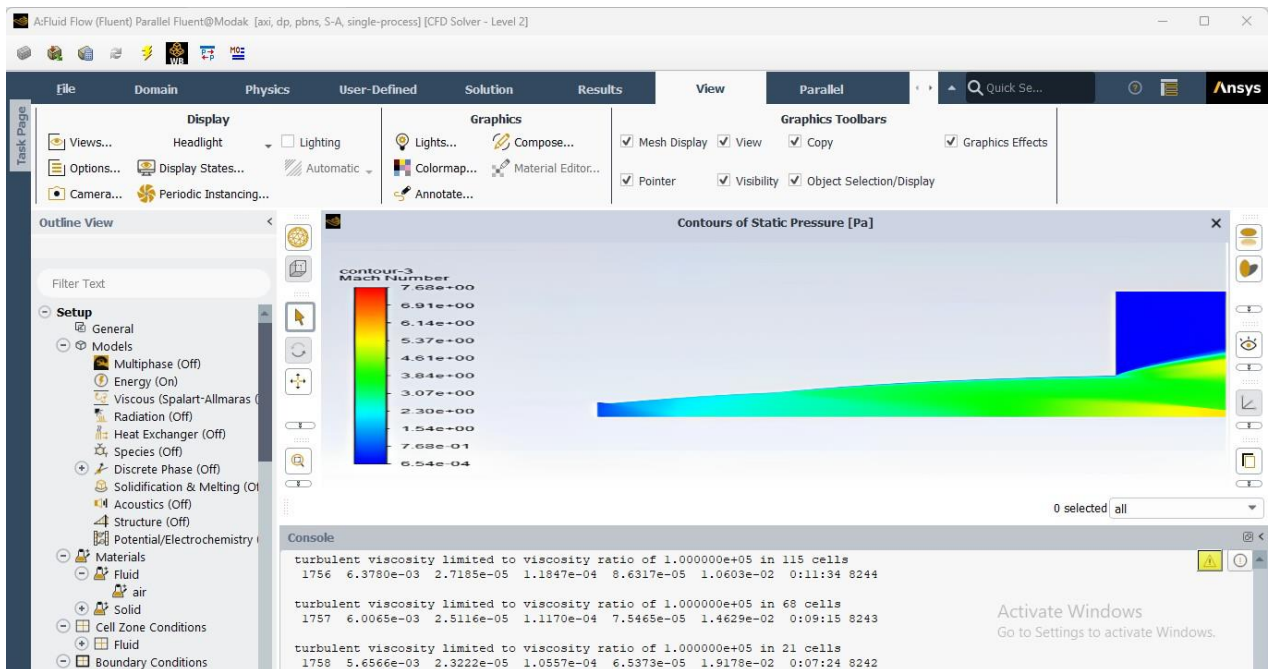 A:Fluid Flow (Fluent) Parallel Fluent@Modak [axi, dp, pbns, S-A, single-process] [CFD Solver - Level 2]
WB
File Domain Physics User-Defined Solution Results View Parallel Quick Se... Ansys
Task Page
Display
Views... Headlight Lighting
Options... Display States... Automatic
Camera... Periodic Instancing...
Graphics
Lights... Compose...
Colormap... Material Editor...
Annotate...
Graphics Toolbars
Mesh Display View Copy Graphics Effects
Pointer Visibility Object Selection/Display
Outline View
Filter Text
Setup
General
Models
Multiphase (Off)
Energy (On)
Viscous (Spalart-Allmaras (
Radiation (Off)
Heat Exchanger (Off)
Species (Off)
Discrete Phase (Off)
Solidification & Melting (Of
Acoustics (Off)
Structure (Off)
Potential/Electrochemistry (
Materials
Fluid
air
Solid
Cell Zone Conditions
Fluid
Boundary Conditions
Contours of Static Pressure [Pa]
contour-3
Mach Number
7.68e+00
6.91e+00
6.14e+00
5.37e+00
4.61e+00
3.84e+00
3.07e+00
2.30e+00
1.54e+00
7.68e-01
6.54e-04
0 selected all
Console
turbulent viscosity limited to viscosity ratio of 1.000000e+05 in 115 cells
1756 6.3780e-03 2.7185e-05 1.1847e-04 8.6317e-05 1.0603e-02 0:11:34 8244
turbulent viscosity limited to viscosity ratio of 1.000000e+05 in 68 cells
1757 6.0065e-03 2.5116e-05 1.1170e-04 7.5465e-05 1.4629e-02 0:09:15 8243
turbulent viscosity limited to viscosity ratio of 1.000000e+05 in 21 cells
1758 5.6566e-03 2.3222e-05 1.0557e-04 6.5373e-05 1.9178e-02 0:07:24 8242
Activate Windows
Go to Settings to activate Windows.